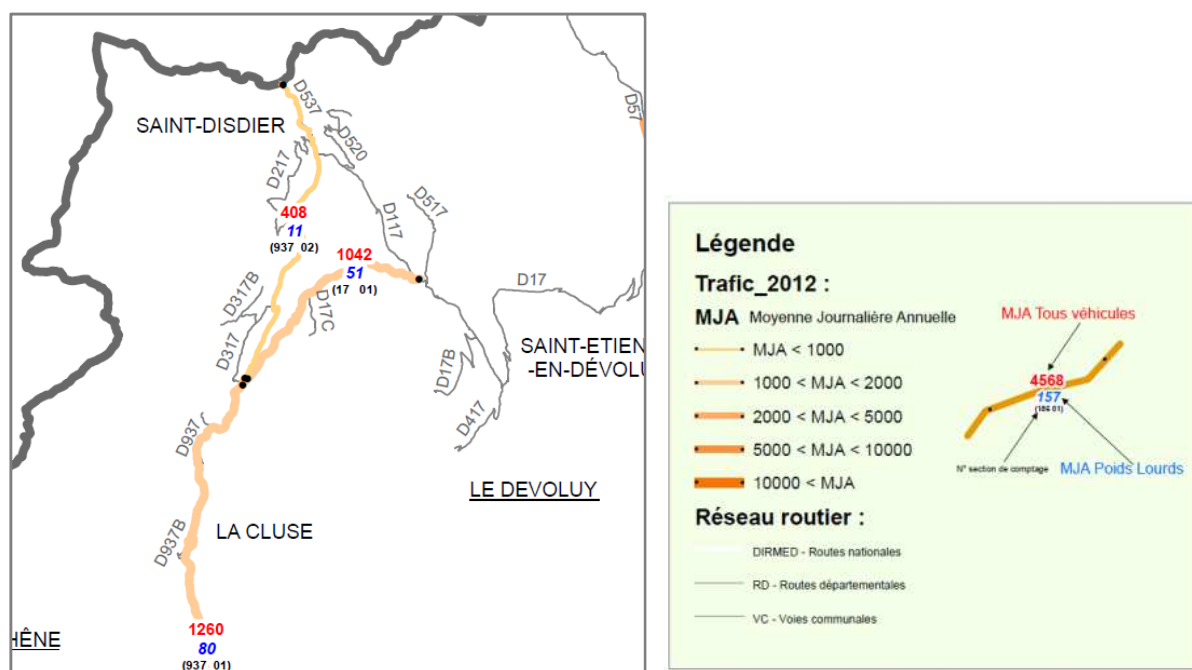 D537
SAINT-DISDIER
D520
D217
D57
408
11
(937 02)
D517
D117
1042
51
(17 01)
D17
D317B
D17C
D317
SAINT-ETIEN
-EN-DÉVOLU
D17B
D417
D937
LE DEVOLUY
LA CLUSE
D937B
1260
80
(937 01)
HÊNE
Légende
Trafic_2012 :
MJA Moyenne Journalière Annuelle
MJA < 1000
1000 < MJA < 2000
2000 < MJA < 5000
5000 < MJA < 10000
10000 < MJA
MJA Tous véhicules
4568
157
(186 01)
N° section de comptage
MJA Poids Lourds
Réseau routier :
DIRMED - Routes nationales
RD - Routes départementales
VC - Voies communales